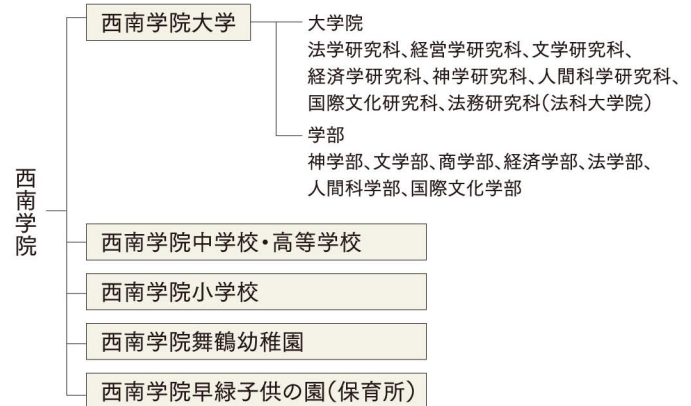 西南学院
西南学院大学
大学院
法学研究科、経営学研究科、文学研究科、
経済学研究科、神学研究科、人間科学研究科、
国際文化研究科、法務研究科(法科大学院)
学部
神学部、文学部、商学部、経済学部、法学部、
人間科学部、国際文化学部
西南学院中学校・高等学校
西南学院小学校
西南学院舞鶴幼稚園
西南学院早緑子供の園(保育所)